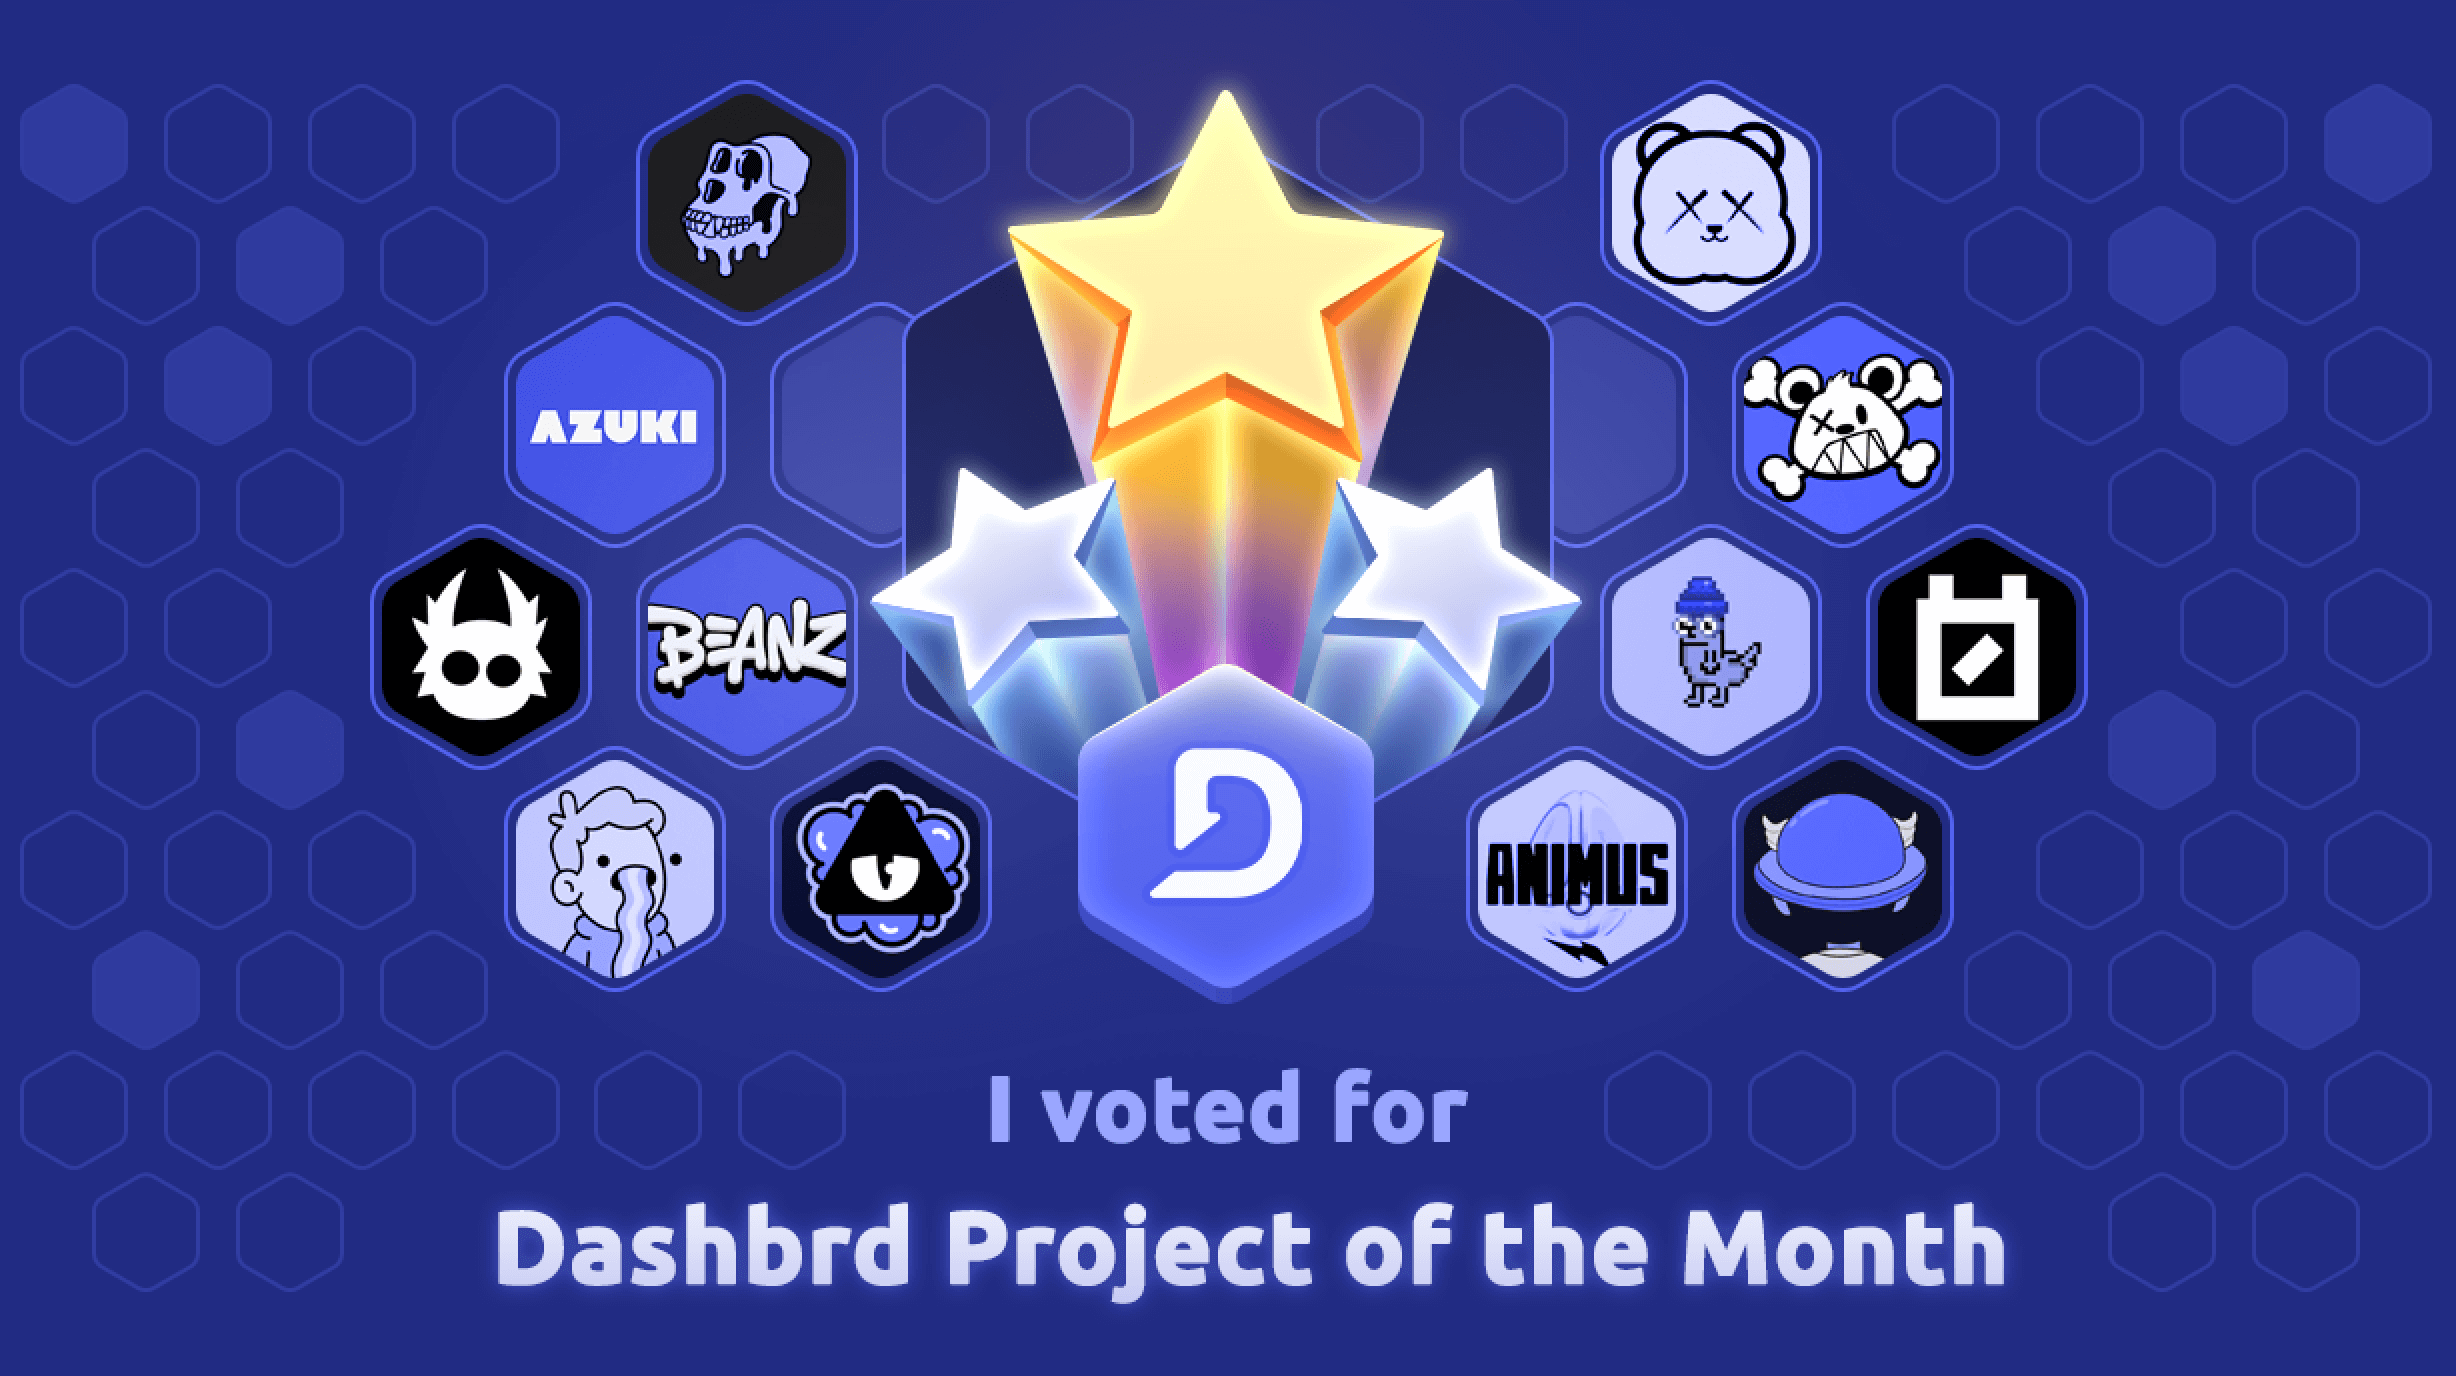 AZUKI
BEANZ
ANIMUS
D
I voted for
Dashbrd Project of the Month